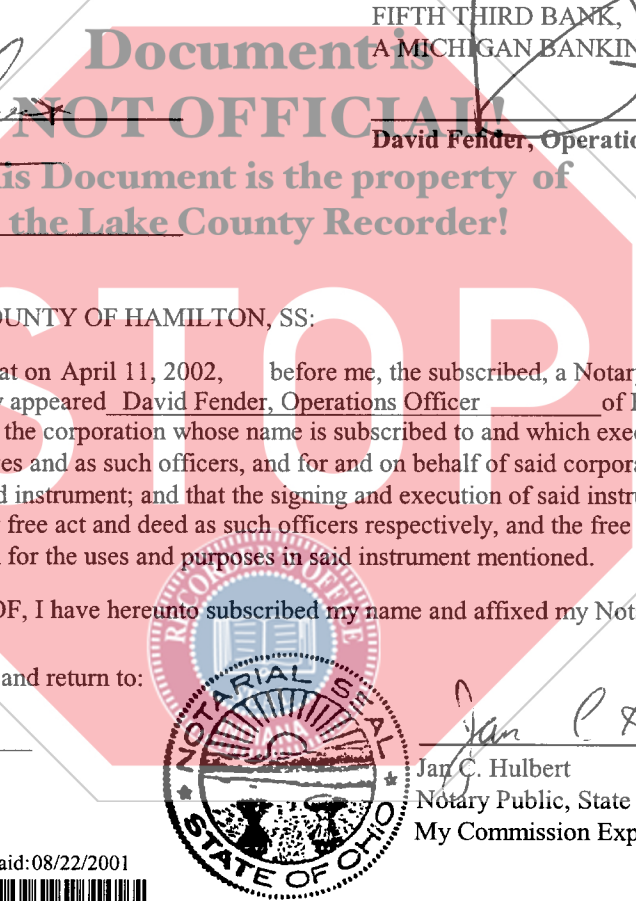 FIFTH THIRD BANK,
A MICHIGAN BANKIN
Document is
NOT OFFICIAL!
David Fender, Operatio
is Document is the property of
the Lake County Recorder!
STOP
OUNTY OF HAMILTON, SS:
at on April 11, 2002, before me, the subscribed, a Notar
y appeared David Fender, Operations Officer of
the corporation whose name is subscribed to and which exec
es and as such officers, and for and on behalf of said corpora
d instrument; and that the signing and execution of said instru
free act and deed as such officers respectively, and the free
for the uses and purposes in said instrument mentioned.
OF, I have hereunto subscribed my name and affixed my Not
RECORDER'S OFFICE
and return to:
NOTARIAL SEAL
STATE OF OHIO
Jan C.
Jan C. Hulbert
Notary Public, State
My Commission Exp
aid:08/22/2001